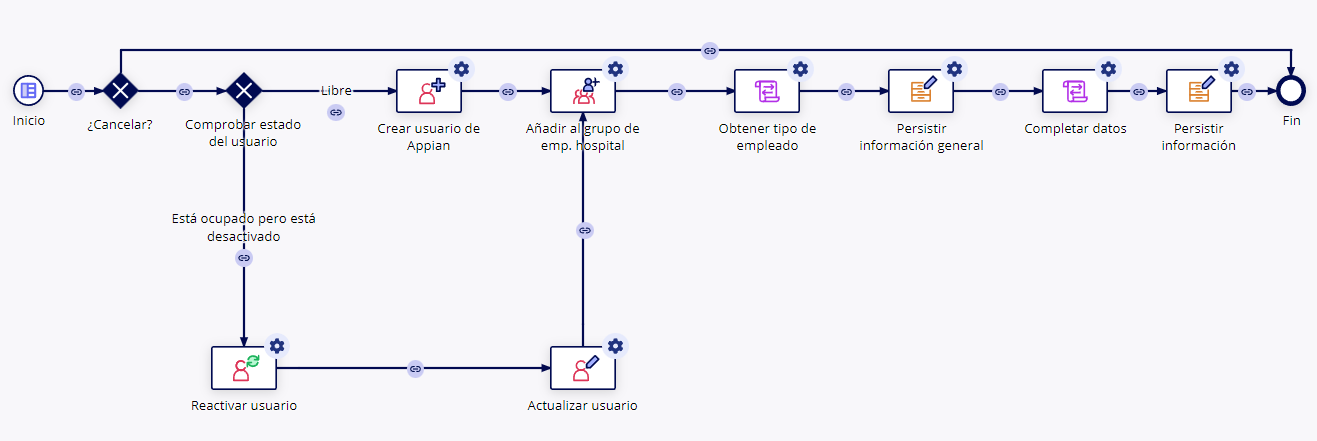 Inicio
¿Cancelar?
Comprobar estado
del usuario
Libre
Crear usuario de
Appian
Añadir al grupo de
emp. hospital
Obtener tipo de
empleado
Persistir
información general
Completar datos
Persistir
información
Fin
Está ocupado pero está
desactivado
Reactivar usuario
Actualizar usuario